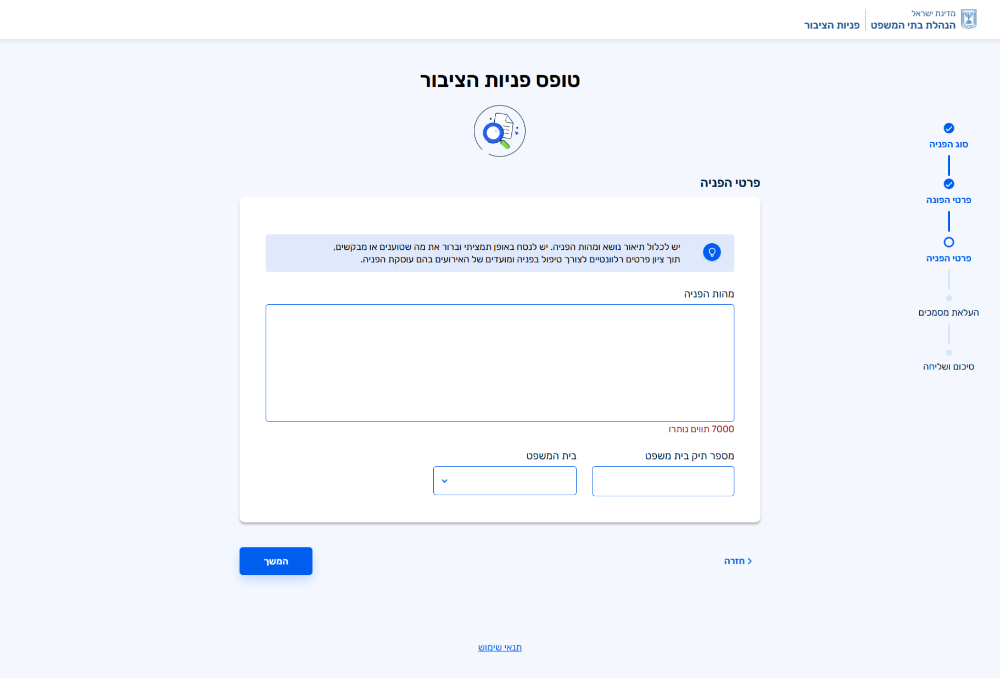 מדינת ישראל
הנהלת בתי המשפט
פניות הציבור
טופס פניות הציבור
סוג הפניה
פרטי הפונה
פרטי הפניה
העלאת מסמכים
סיכום ושליחה
פרטי הפניה
יש לכלול תיאור נושא ומהות הפניה. יש לנסח באופן תמציתי וברור את מה שטוענים או מבקשים,
תוך ציון פרטים רלוונטיים לצורך טיפול בפניה ומועדים של האירועים בהם עוסקת הפניה.
מהות הפניה
7000 תווים נותרו
מספר תיק בית משפט
בית המשפט
חזרה
המשך
תנאי שימוש